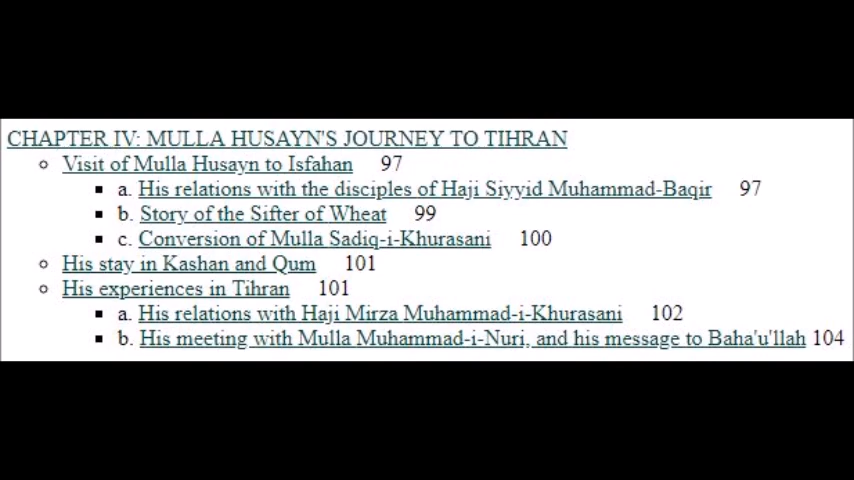 CHAPTER IV: MULLA HUSAYN'S JOURNEY TO TIHRAN
Visit of Mulla Husayn to Isfahan 97
a. His relations with the disciples of Haji Siyyid Muhammad-Baqir 97
b. Story of the Sifter of Wheat 99
c. Conversion of Mulla Sadiq-i-Khurasani 100
His stay in Kashan and Qum 101
His experiences in Tihran 101
a. His relations with Haji Mirza Muhammad-i-Khurasani 102
b. His meeting with Mulla Muhammad-i-Nuri, and his message to Baha'u'llah 104